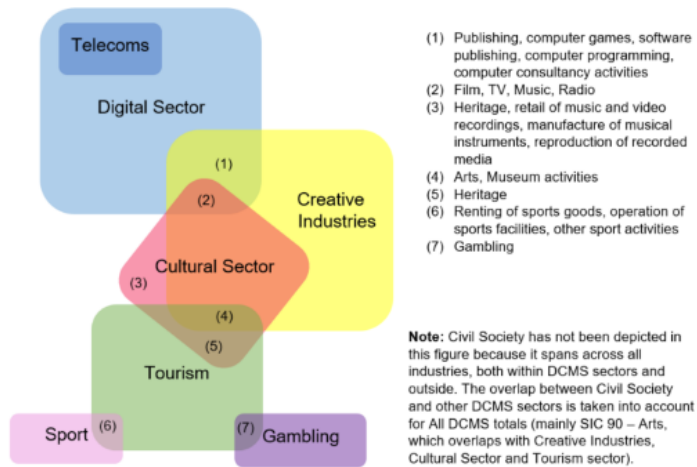 Telecoms
Digital Sector
(1)
(2)
Creative
Industries
Cultural Sector
(3)
(4)
(5)
Tourism
Sport
(6)
(7)
Gambling
(1) Publishing, computer games, software
publishing, computer programming,
computer consultancy activities
(2) Film, TV, Music, Radio
(3) Heritage, retail of music and video
recordings, manufacture of musical
instruments, reproduction of recorded
media
(4) Arts, Museum activities
(5) Heritage
(6) Renting of sports goods, operation of
sports facilities, other sport activities
(7) Gambling
Note: Civil Society has not been depicted in
this figure because it spans across all
industries, both within DCMS sectors and
outside. The overlap between Civil Society
and other DCMS sectors is taken into account
for All DCMS totals (mainly SIC 90 – Arts,
which overlaps with Creative Industries,
Cultural Sector and Tourism sector).